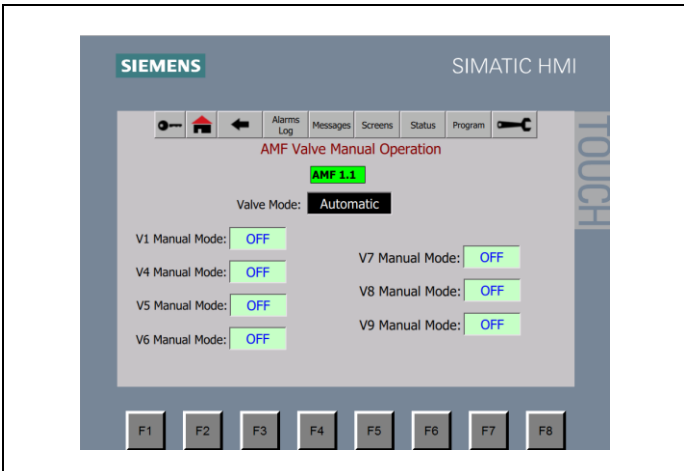 SIEMENS
SIMATIC HMI
TOUCH
Alarms Log
Messages
Screens
Status
Program
AMF Valve Manual Operation
AMF 1.1
Valve Mode: Automatic
V1 Manual Mode: OFF
V4 Manual Mode: OFF
V5 Manual Mode: OFF
V6 Manual Mode: OFF
V7 Manual Mode: OFF
V8 Manual Mode: OFF
V9 Manual Mode: OFF
F1 F2 F3 F4 F5 F6 F7 F8